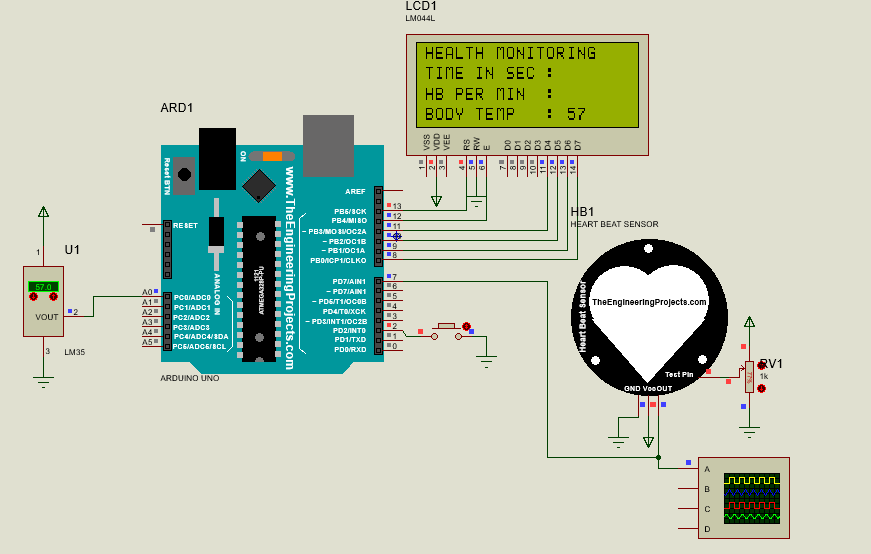 LCD1
LM044L
HEALTH MONITORING
TIME IN SEC :
HB PER MIN  :
BODY TEMP   : 57
VSS VDD VEE RS RW E D0 D1 D2 D3 D4 D5 D6 D7
1 2 3 4 5 6 7 8 9 10 11 12 13 14
ARD1
ON
Reset BTN
www.TheEngineeringProjects.com
AREF
PB5/SCK 13
PB4/MISO 12
PB3/MOSI/OC2A 11
~ PB2/OC1B
~ PB1/OC1A 9
PB0/ICP1/CLKO 8
RESET
ANALOG IN
1121
ATMEGA328P-PU
PD7/AIN1 7
~ PD6/AIN1 6
~ PD5/T1/OC0B 5
PD4/T0/XCK 4
~ PD3/INT1/OC2B 3
PD2/INT0 2
PD1/TXD 1
PD0/RXD 0
A0 PC0/ADC0
A1 PC1/ADC1
A2 PC2/ADC2
A3 PC3/ADC3
A4 PC4/ADC4/SDA
A5 PC5/ADC5/SCL
ARDUINO UNO
U1
1
57.0
VOUT 2
3
LM35
HB1
HEART BEAT SENSOR
Heart Beat Sensor
TheEngineeringProjects.com
Test Pin
GND Vcc OUT
RV1
1k
77%
A
B
C
D